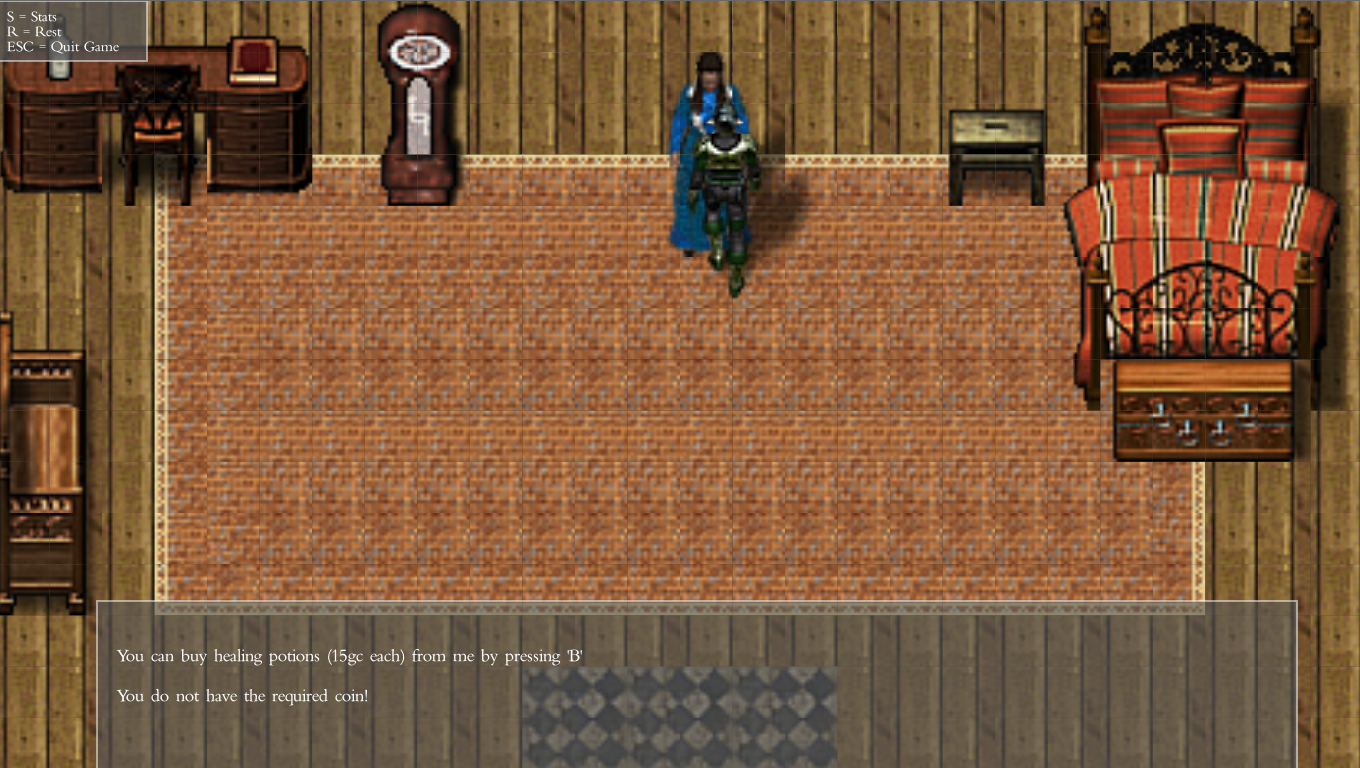 S = Stats
R = Rest
ESC = Quit Game
You can buy healing potions (15gc each) from me by pressing 'B'
You do not have the required coin!